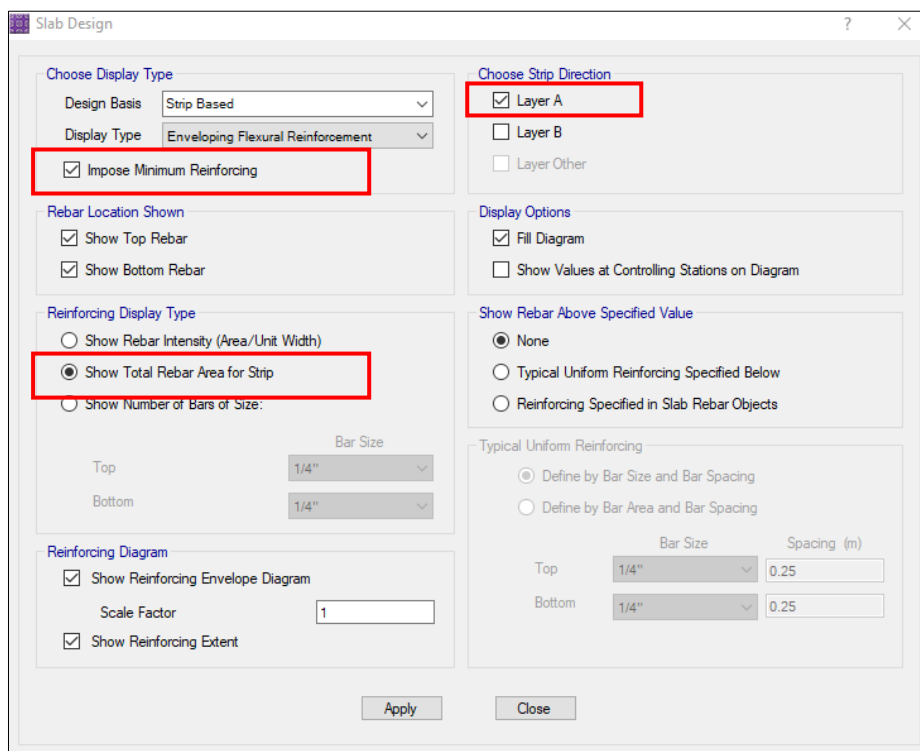 Slab Design
?
Choose Display Type
Design Basis Strip Based
Display Type Enveloping Flexural Reinforcement
Impose Minimum Reinforcing
Rebar Location Shown
Show Top Rebar
Show Bottom Rebar
Reinforcing Display Type
Show Rebar Intensity (Area/Unit Width)
Show Total Rebar Area for Strip
Show Number of Bars of Size:
Bar Size
Top 1/4"
Bottom 1/4"
Reinforcing Diagram
Show Reinforcing Envelope Diagram
Scale Factor 1
Show Reinforcing Extent
Choose Strip Direction
Layer A
Layer B
Layer Other
Display Options
Fill Diagram
Show Values at Controlling Stations on Diagram
Show Rebar Above Specified Value
None
Typical Uniform Reinforcing Specified Below
Reinforcing Specified in Slab Rebar Objects
Typical Uniform Reinforcing
Define by Bar Size and Bar Spacing
Define by Bar Area and Bar Spacing
Bar Size Spacing (m)
Top 1/4" 0.25
Bottom 1/4" 0.25
Apply Close